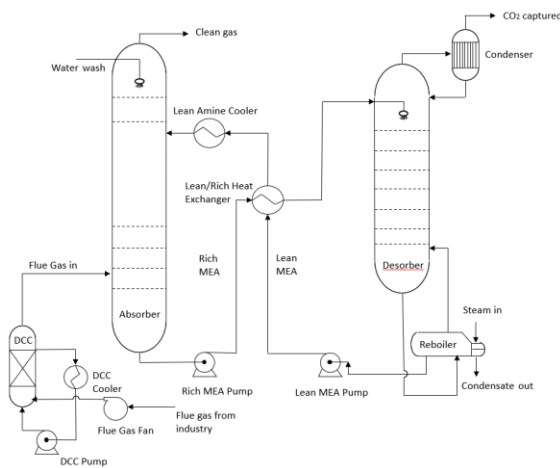 CO₂ captured
Clean gas
Condenser
Water wash
Lean Amine Cooler
Lean/Rich Heat
Exchanger
Flue Gas in
Rich
MEA
Lean
MEA
Desorber
Absorber
Steam in
DCC
Reboiler
DCC
Cooler
Condensate out
Rich MEA Pump
Lean MEA Pump
Flue gas from
industry
Flue Gas Fan
DCC Pump